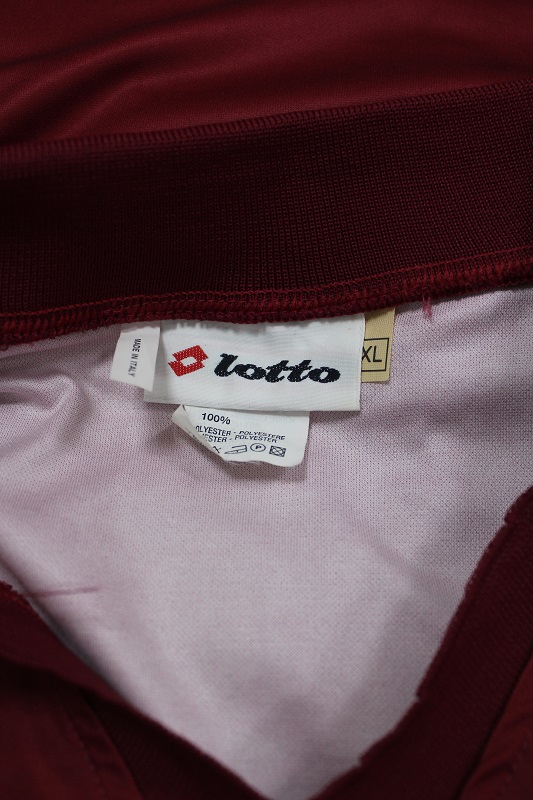 MADE IN ITALY
lotto
XL
100%
POLYESTER - POLYESTERE
POLYESTER - POLYESTER
P